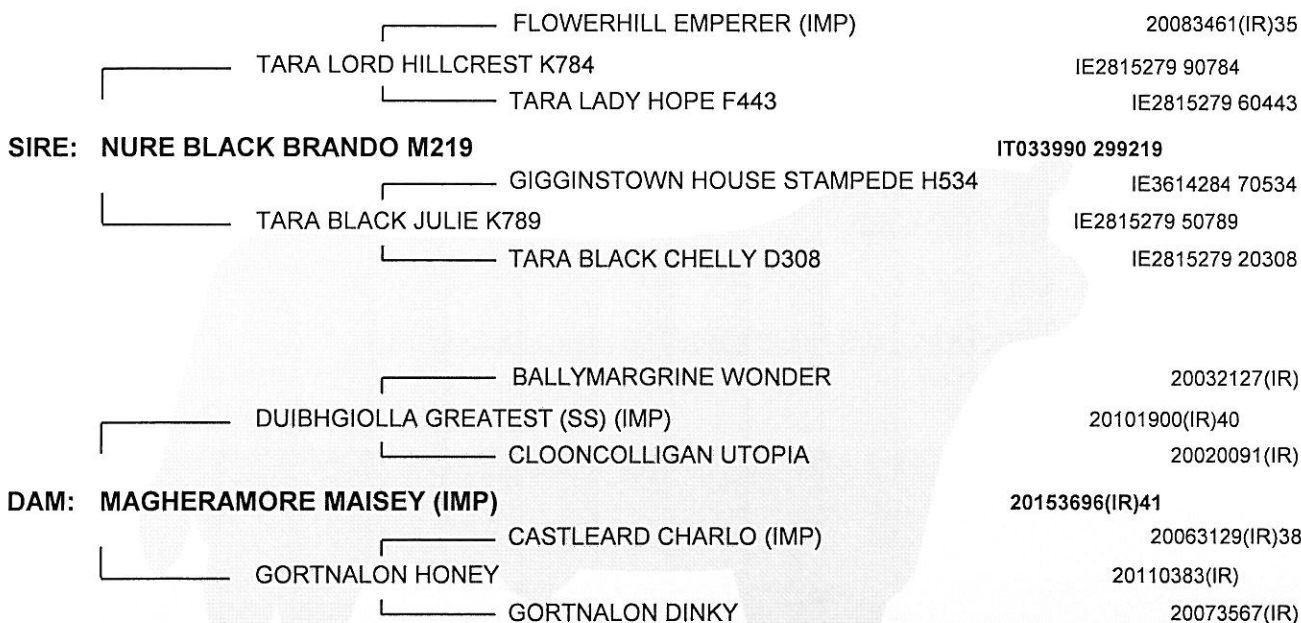 FLOWERHILL EMPERER (IMP) 20083461(IR)35
TARA LORD HILLCREST K784 IE2815279 90784
TARA LADY HOPE F443 IE2815279 60443
SIRE: NURE BLACK BRANDO M219 IT033990 299219
GIGGINSTOWN HOUSE STAMPEDE H534 IE3614284 70534
TARA BLACK JULIE K789 IE2815279 50789
TARA BLACK CHELLY D308 IE2815279 20308
BALLYMARGRINE WONDER 20032127(IR)
DUIBHGIOLLA GREATEST (SS) (IMP) 20101900(IR)40
CLOONCOLLIGAN UTOPIA 20020091(IR)
DAM: MAGHERAMORE MAISEY (IMP) 20153696(IR)41
CASTLEARD CHARLO (IMP) 20063129(IR)38
GORTNALON HONEY 20110383(IR)
GORTNALON DINKY 20073567(IR)